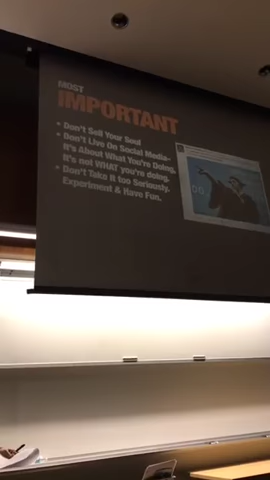 MOST
IMPORTANT
• Don't Sell Your Soul
• Don't Live On Social Media-
It's About What You're Doing,
It's not WHAT you're doing.
• Don't Take it too Seriously.
Experiment & Have Fun.
DO